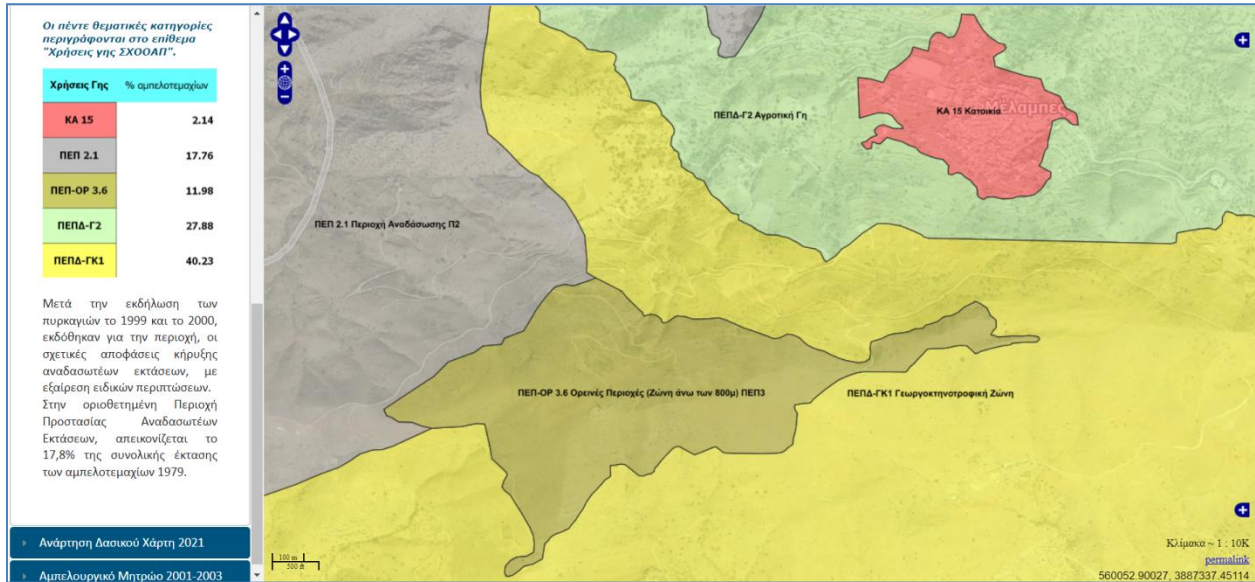 Οι πέντε θεματικές κατηγορίες
περιγράφονται στο επίθεμα
"Χρήσεις γης ΣΧΟΟΑΠ".
Χρήσεις Γης % αμπελοτεμαχίων
ΚΑ 15 2.14
ΠΕΠ 2.1 17.76
ΠΕΠ-ΟΡ 3.6 11.98
ΠΕΠΔ-Γ2 27.88
ΠΕΠΔ-ΓΚ1 40.23
Μετά την εκδήλωση των
πυρκαγιών το 1999 και το 2000,
εκδόθηκαν για την περιοχή, οι
σχετικές αποφάσεις κήρυξης
αναδασωτέων εκτάσεων, με
εξαίρεση ειδικών περιπτώσεων.
Στην οριοθετημένη Περιοχή
Προστασίας Αναδασωτέων
Εκτάσεων, απεικονίζεται το
17,8% της συνολικής έκτασης
των αμπελοτεμαχίων 1979.
Ανάρτηση Δασικού Χάρτη 2021
Αμπελουργικό Μητρώο 2001-2003
ΠΕΠΔ-Γ2 Αγροτική Γη
ΚΑ 15 Κατοικία
Μέλαμπες
ΠΕΠ 2.1 Περιοχή Αναδάσωσης Π2
ΠΕΠ-ΟΡ 3.6 Ορεινές Περιοχές (Ζώνη άνω των 800μ) ΠΕΠ3
ΠΕΠΔ-ΓΚ1 Γεωργοκτηνοτροφική Ζώνη
100 m
500 ft
Κλίμακα ~ 1 : 10K
permalink
560052.90027, 3887337.45114